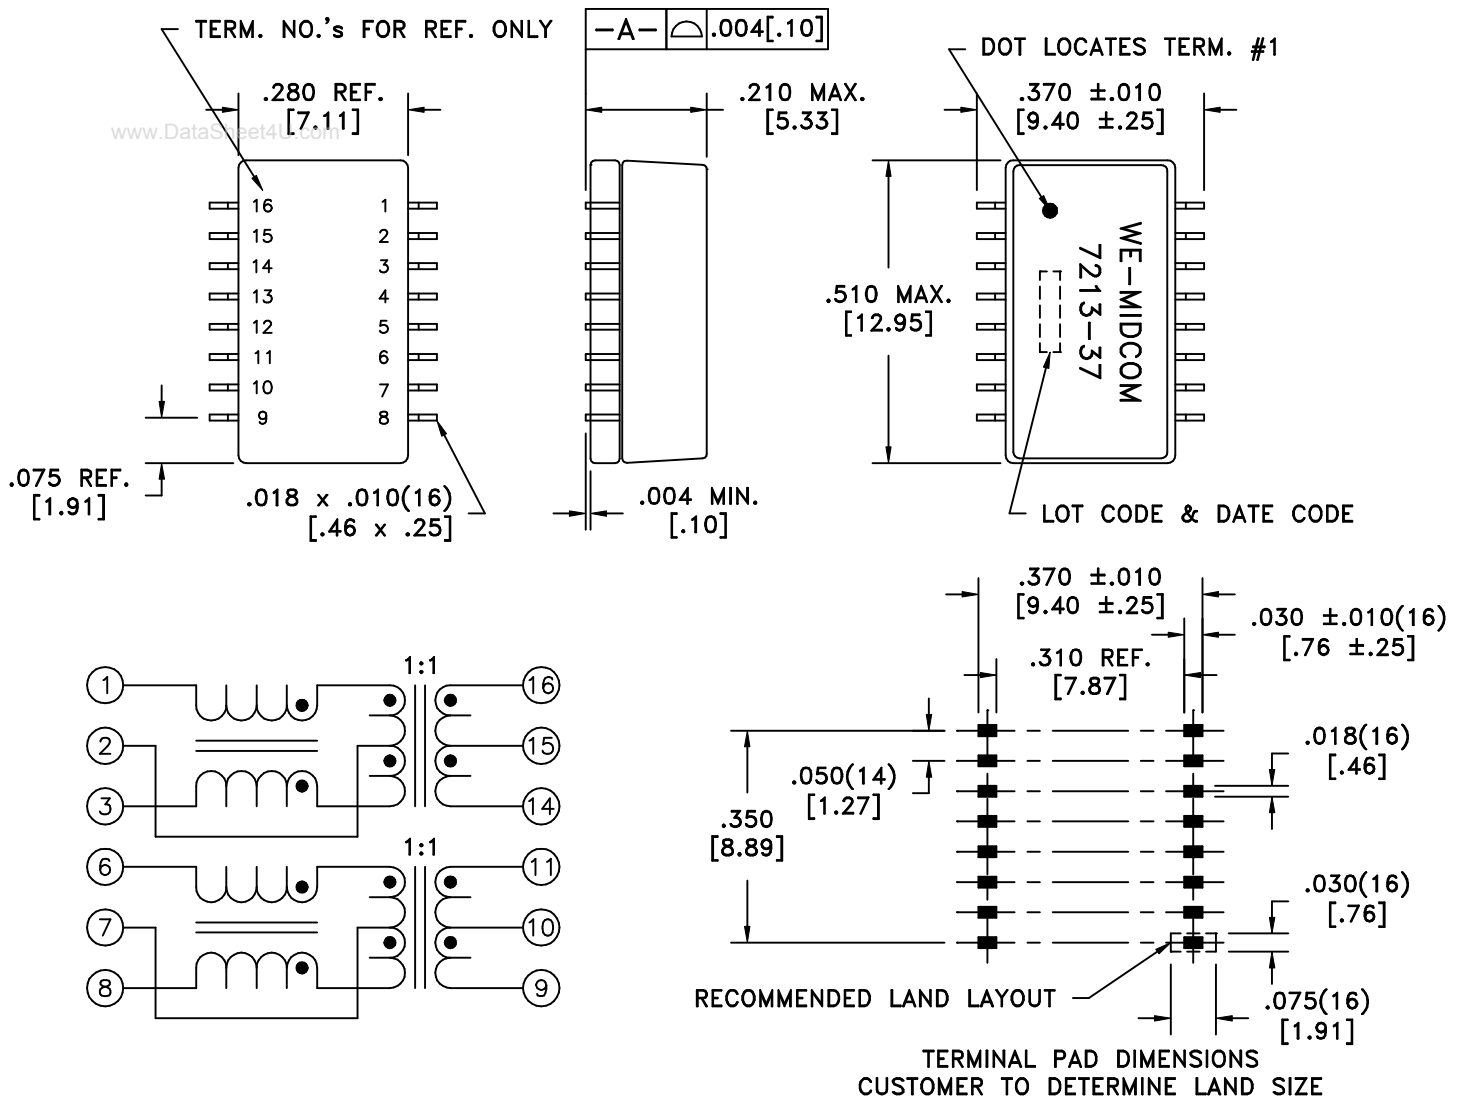 TERM. NO.'s FOR REF. ONLY
-A- .004[.10]
DOT LOCATES TERM. #1
.280 REF.
[7.11]
www.DataSheet4U.com
.210 MAX.
[5.33]
.370 ±.010
[9.40 ±.25]
16 1
15 2
14 3
13 4
12 5
11 6
10 7
9 8
.075 REF.
[1.91]
.018 x .010(16)
[.46 x .25]
.004 MIN.
[.10]
.510 MAX.
[12.95]
WE-MIDCOM
7213-37
LOT CODE & DATE CODE
1:1
1 16
2 15
3 14
1:1
6 11
7 10
8 9
.370 ±.010
[9.40 ±.25]
.030 ±.010(16)
[.76 ±.25]
.310 REF.
[7.87]
.050(14)
[1.27]
.018(16)
[.46]
.350
[8.89]
.030(16)
[.76]
RECOMMENDED LAND LAYOUT
.075(16)
[1.91]
TERMINAL PAD DIMENSIONS
CUSTOMER TO DETERMINE LAND SIZE